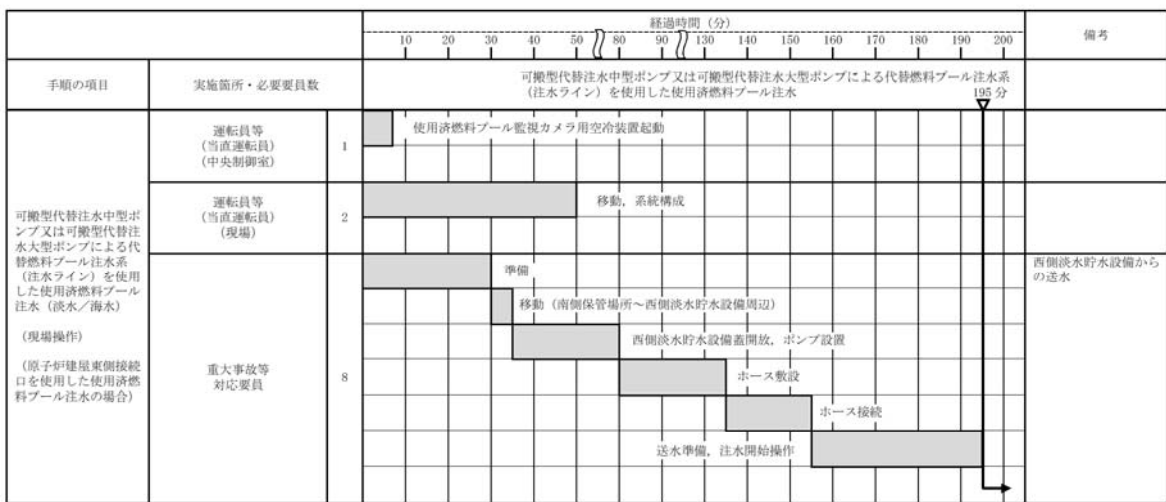 経過時間（分）
備考
10 20 30 40 50 80 90 130 140 150 160 170 180 190 200
手順の項目
実施箇所・必要要員数
可搬型代替注水中型ポンプ又は可搬型代替注水大型ポンプによる代替燃料プール注水系
（注水ライン）を使用した使用済燃料プール注水
195 分
可搬型代替注水中型ポ
ンプ又は可搬型代替注
水大型ポンプによる代
替燃料プール注水系
（注水ライン）を使用
した使用済燃料プール
注水（淡水／海水）
（現場操作）
（原子炉建屋東側接続
口を使用した使用済燃
料プール注水の場合）
運転員等
（当直運転員）
（中央制御室）
1
使用済燃料プール監視カメラ用空冷装置起動
運転員等
（当直運転員）
（現場）
2
移動，系統構成
重大事故等
対応要員
8
準備
移動（南側保管場所～西側淡水貯水設備周辺）
西側淡水貯水設備蓋開放，ポンプ設置
ホース敷設
ホース接続
送水準備，注水開始操作
西側淡水貯水設備から
の送水